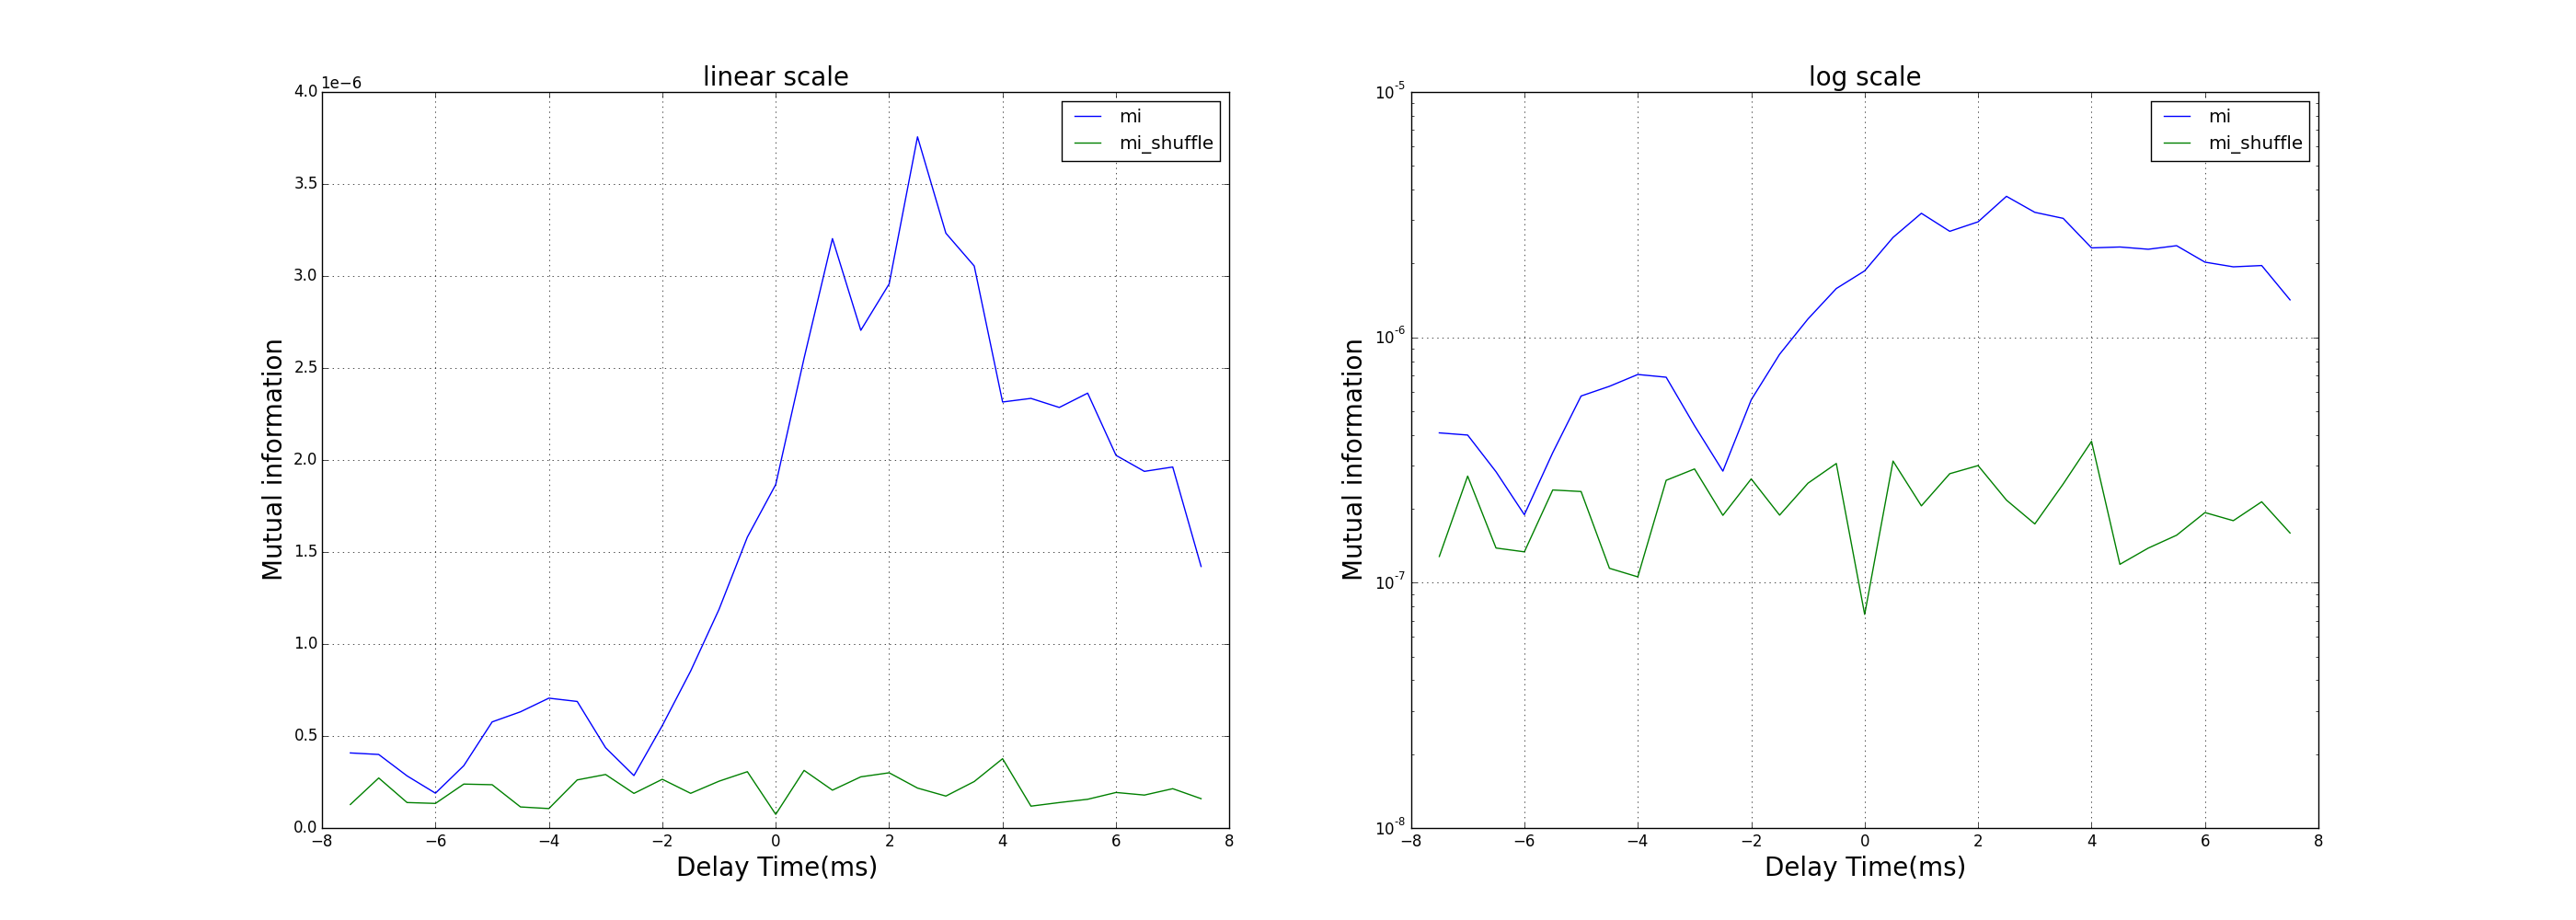 linear scale
1e−6
4.0
3.5
3.0
2.5
2.0
1.5
1.0
0.5
0.0
Mutual information
mi
mi_shuffle
−8 −6 −4 −2 0 2 4 6 8
Delay Time(ms)
log scale
10-5
10-6
10-7
10-8
Mutual information
mi
mi_shuffle
−8 −6 −4 −2 0 2 4 6 8
Delay Time(ms)